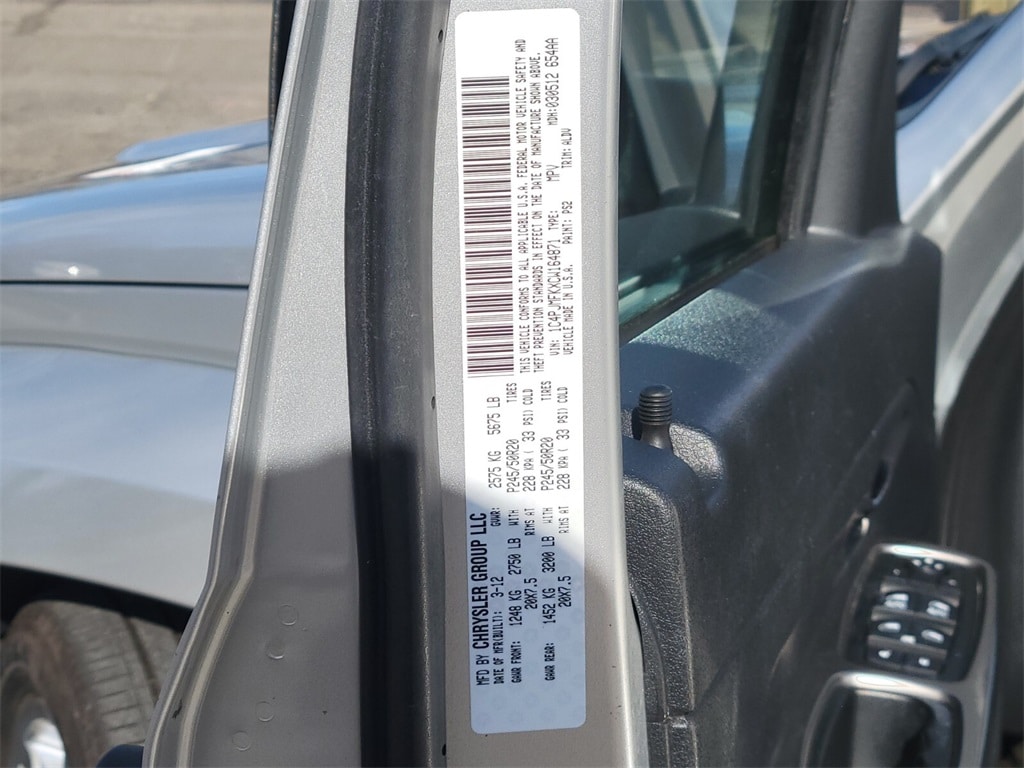 MFD BY CHRYSLER GROUP LLC
DATE OF MFR(BUILT): 3-12 GVWR: 2575 KG 5675 LB
GAWR FRONT: 1248 KG 2750 LB WITH P245/50R20 TIRES
20X7.5 RIMS AT 228 KPA ( 33 PSI) COLD
GAWR REAR: 1452 KG 3200 LB WITH P245/50R20 TIRES
20X7.5 RIMS AT 228 KPA ( 33 PSI) COLD
THIS VEHICLE CONFORMS TO ALL APPLICABLE U.S.A. FEDERAL MOTOR VEHICLE SAFETY AND
THEFT PREVENTION STANDARDS IN EFFECT ON THE DATE OF MANUFACTURE SHOWN ABOVE.
VIN: 1C4PJMFKXCW164871 TYPE: MPV MDH:030512 654AA
VEHICLE MADE IN U.S.A. PAINT: PS2 TRIM: ALDV